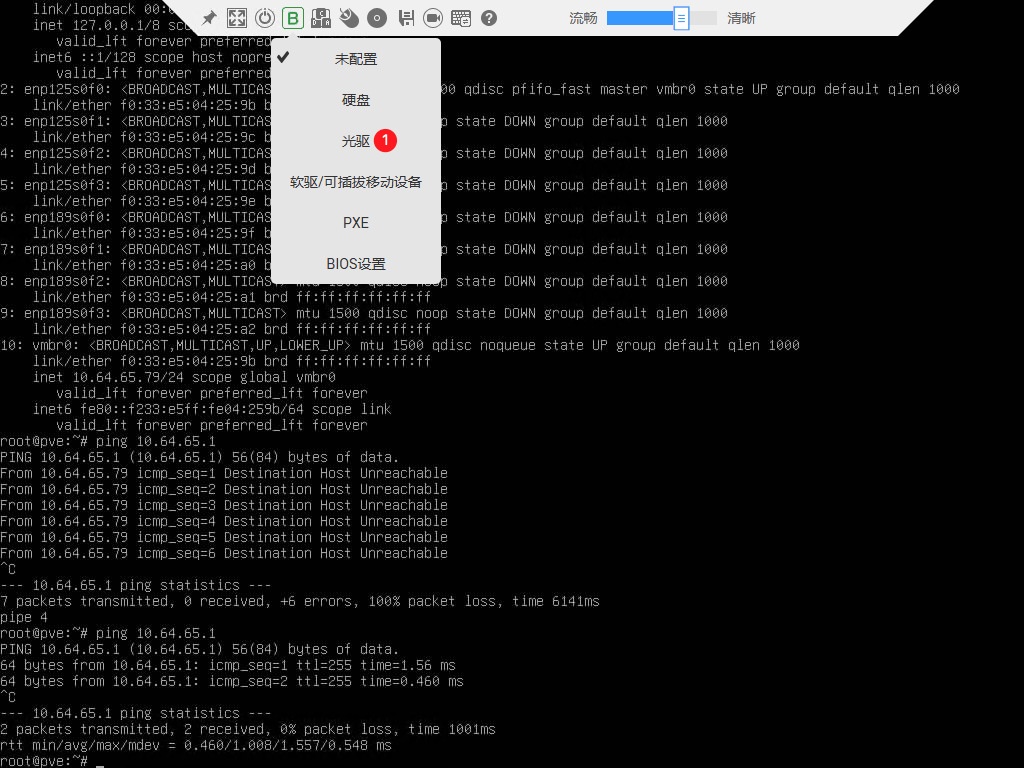 流畅 清晰
未配置
硬盘
光驱 1
软驱/可插拔移动设备
PXE
BIOS设置
link/loopback 00:0
inet 127.0.0.1/8 sco
valid_lft forever preferred
inet6 ::1/128 scope host nopre
valid_lft forever preferred
2: enp125s0f0: <BROADCAST,MULTICAS 00 qdisc pfifo_fast master vmbr0 state UP group default qlen 1000
link/ether f0:33:e5:04:25:9b b
3: enp125s0f1: <BROADCAST,MULTICAS p state DOWN group default qlen 1000
link/ether f0:33:e5:04:25:9c b
4: enp125s0f2: <BROADCAST,MULTICAS p state DOWN group default qlen 1000
link/ether f0:33:e5:04:25:9d b
5: enp125s0f3: <BROADCAST,MULTICAS p state DOWN group default qlen 1000
link/ether f0:33:e5:04:25:9e b
6: enp189s0f0: <BROADCAST,MULTICAS p state DOWN group default qlen 1000
link/ether f0:33:e5:04:25:9f b
7: enp189s0f1: <BROADCAST,MULTICAS p state DOWN group default qlen 1000
link/ether f0:33:e5:04:25:a0 b
8: enp189s0f2: <BROADCAST,MULTICAST> mtu 1500 qdisc noop state DOWN group default qlen 1000
link/ether f0:33:e5:04:25:a1 brd ff:ff:ff:ff:ff:ff
9: enp189s0f3: <BROADCAST,MULTICAST> mtu 1500 qdisc noop state DOWN group default qlen 1000
link/ether f0:33:e5:04:25:a2 brd ff:ff:ff:ff:ff:ff
10: vmbr0: <BROADCAST,MULTICAST,UP,LOWER_UP> mtu 1500 qdisc noqueue state UP group default qlen 1000
link/ether f0:33:e5:04:25:9b brd ff:ff:ff:ff:ff:ff
inet 10.64.65.79/24 scope global vmbr0
valid_lft forever preferred_lft forever
inet6 fe80::f233:e5ff:fe04:259b/64 scope link
valid_lft forever preferred_lft forever
root@pve:~# ping 10.64.65.1
PING 10.64.65.1 (10.64.65.1) 56(84) bytes of data.
From 10.64.65.79 icmp_seq=1 Destination Host Unreachable
From 10.64.65.79 icmp_seq=2 Destination Host Unreachable
From 10.64.65.79 icmp_seq=3 Destination Host Unreachable
From 10.64.65.79 icmp_seq=4 Destination Host Unreachable
From 10.64.65.79 icmp_seq=5 Destination Host Unreachable
From 10.64.65.79 icmp_seq=6 Destination Host Unreachable
^C
--- 10.64.65.1 ping statistics ---
7 packets transmitted, 0 received, +6 errors, 100% packet loss, time 6141ms
pipe 4
root@pve:~# ping 10.64.65.1
PING 10.64.65.1 (10.64.65.1) 56(84) bytes of data.
64 bytes from 10.64.65.1: icmp_seq=1 ttl=255 time=1.56 ms
64 bytes from 10.64.65.1: icmp_seq=2 ttl=255 time=0.460 ms
^C
--- 10.64.65.1 ping statistics ---
2 packets transmitted, 2 received, 0% packet loss, time 1001ms
rtt min/avg/max/mdev = 0.460/1.008/1.557/0.548 ms
root@pve:~# _